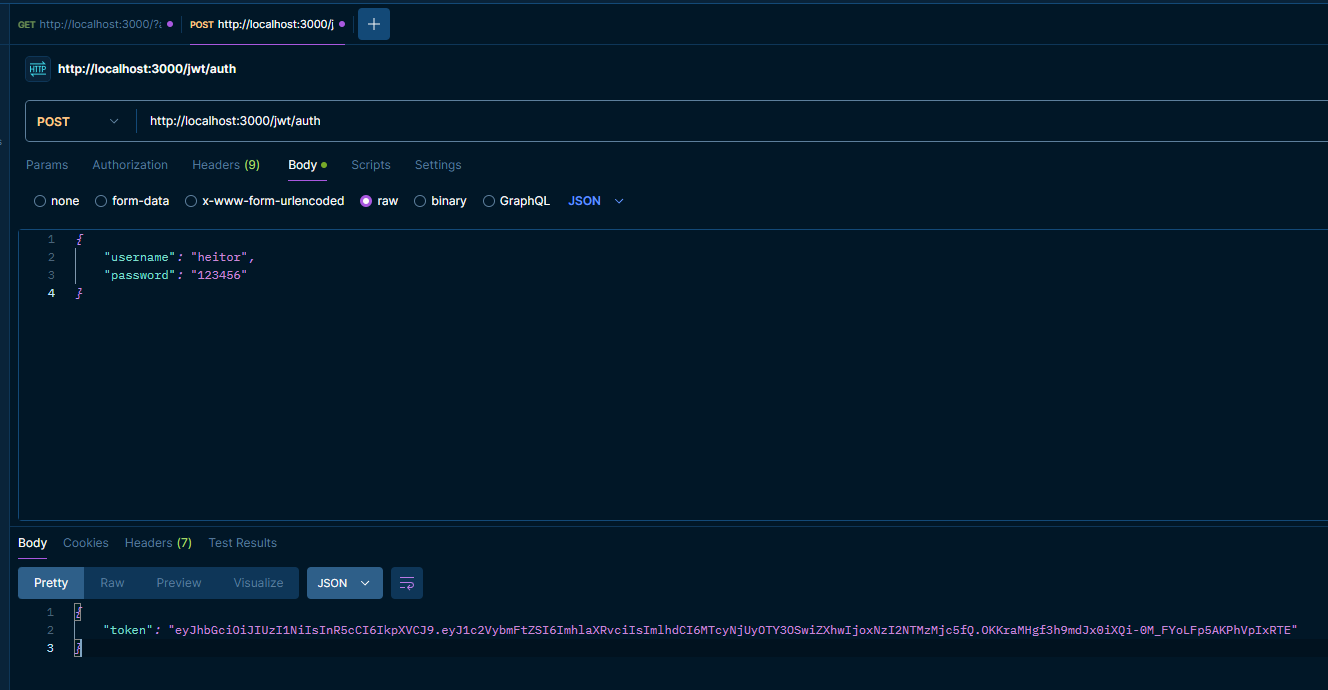 GET http://localhost:3000/?a
POST http://localhost:3000/j
+
HTTP http://localhost:3000/jwt/auth
POST http://localhost:3000/jwt/auth
Params Authorization Headers (9) Body Scripts Settings
none form-data x-www-form-urlencoded raw binary GraphQL JSON
1 {
2 "username": "heitor",
3 "password": "123456"
4 }
Body Cookies Headers (7) Test Results
Pretty Raw Preview Visualize JSON
1 {
2 "token": "eyJhbGciOiJIUzI1NiIsInR5cCI6IkpXVCJ9.eyJ1c2VybmFtZSI6ImhlaXRvciIsImlhdCI6MTcyNjUyOTY3OSwiZXhwIjoxNzI2NTMzMjc5fQ.OKKraMHgf3h9mdJx0iXQi-0M_FYoLFp5AKPhVpIxRTE"
3 }